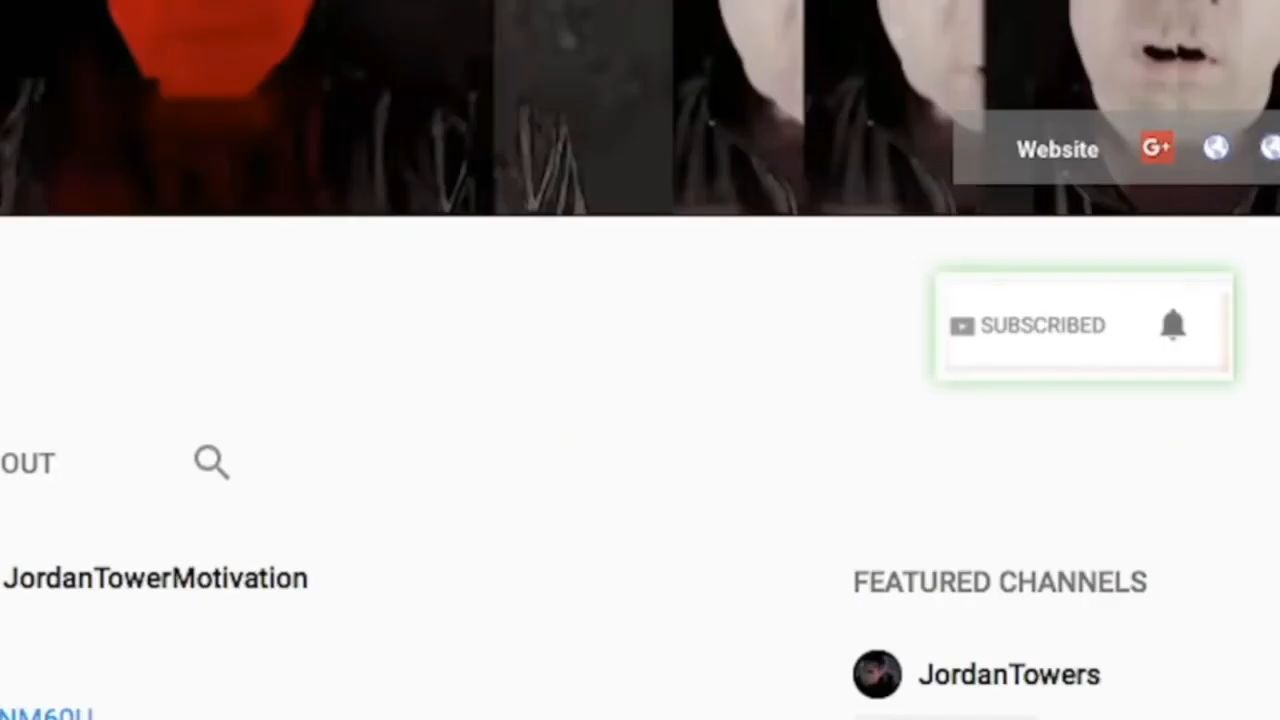 Website G+
SUBSCRIBED
OUT
JordanTowerMotivation
FEATURED CHANNELS
JordanTowers